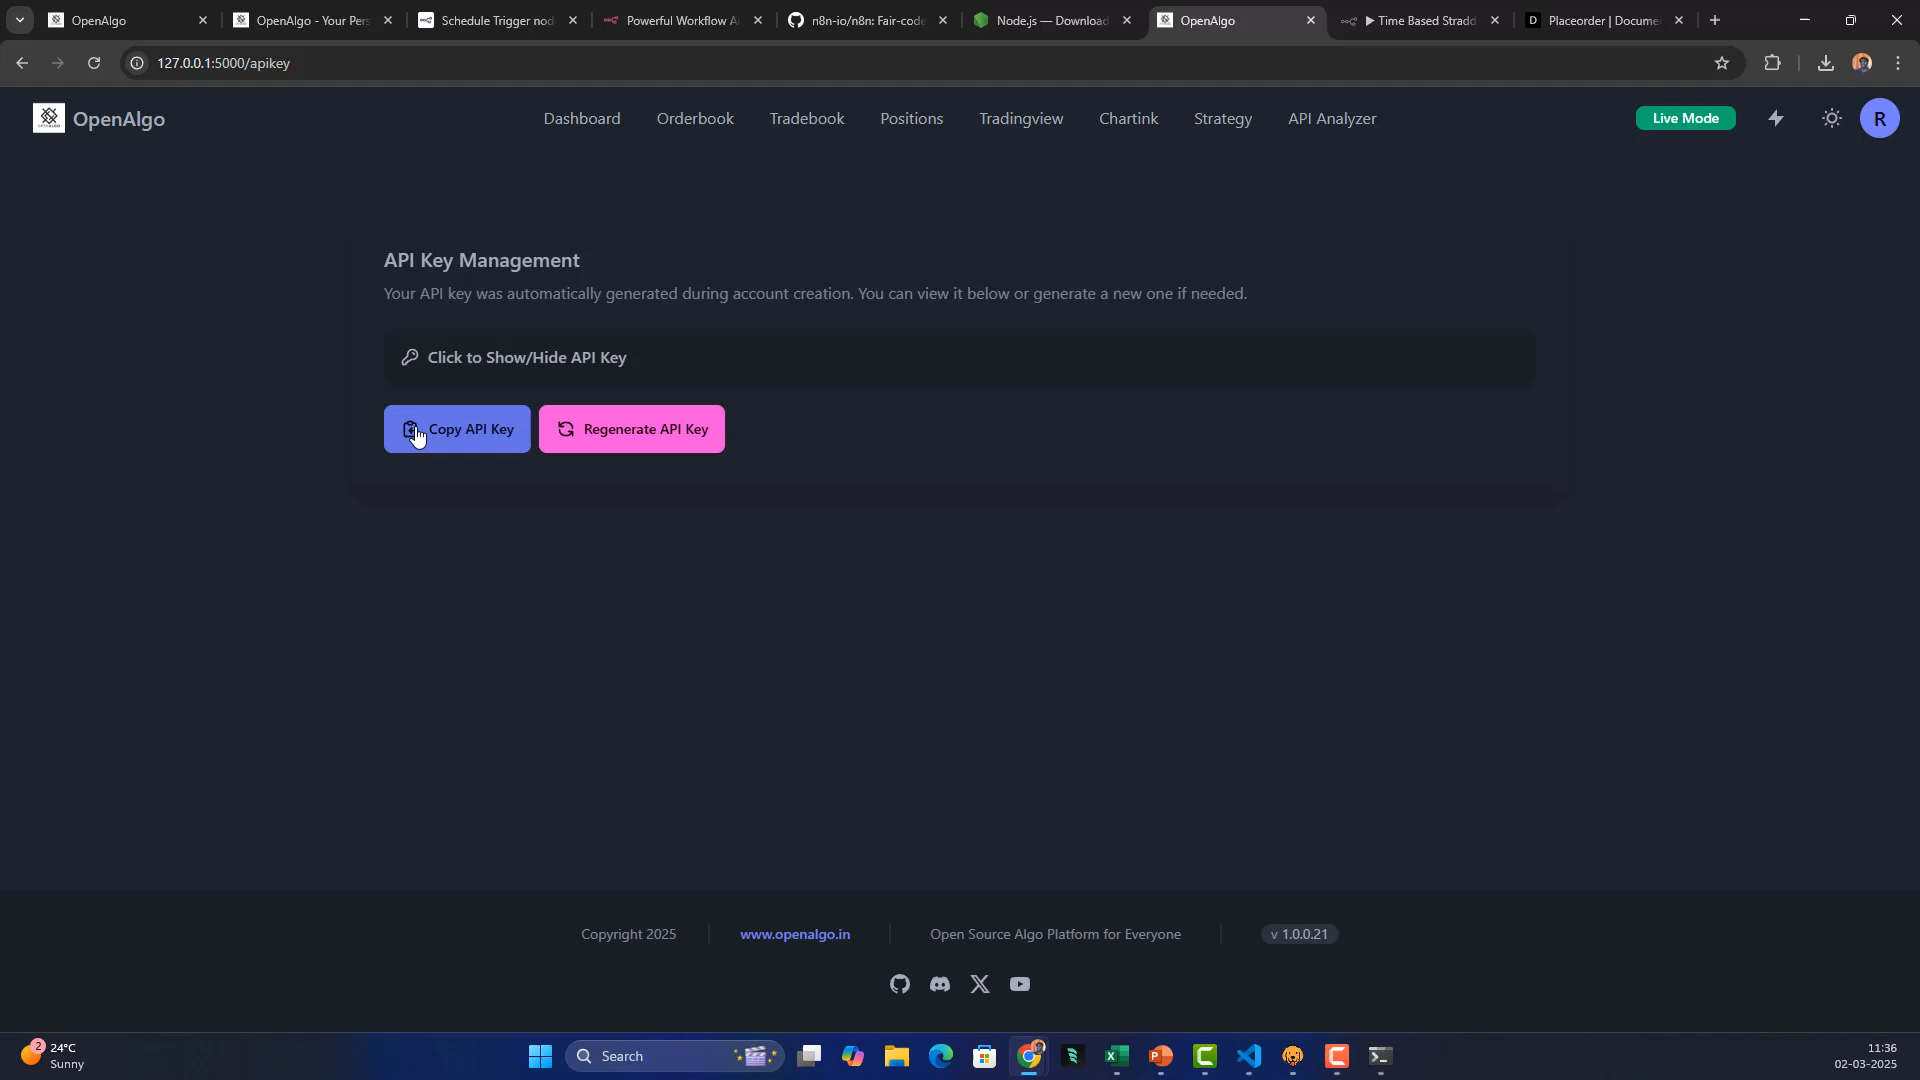 OpenAlgo
OpenAlgo - Your Pers
Schedule Trigger nod
Powerful Workflow A
n8n-io/n8n: Fair-code
Node.js — Download
OpenAlgo
Time Based Stradd
D
Placeorder | Docume
127.0.0.1:5000/apikey
OpenAlgo
Dashboard
Orderbook
Tradebook
Positions
Tradingview
Chartink
Strategy
API Analyzer
Live Mode
R
API Key Management
Your API key was automatically generated during account creation. You can view it below or generate a new one if needed.
Click to Show/Hide API Key
Copy API Key
Regenerate API Key
Copyright 2025
www.openalgo.in
Open Source Algo Platform for Everyone
v 1.0.0.21
2
24°C
Sunny
Search
11:36
02-03-2025